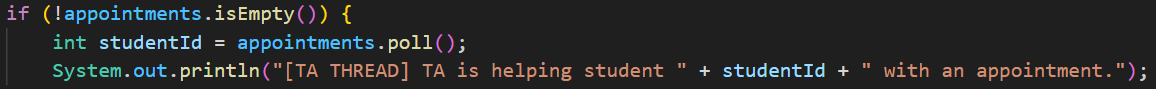 if (!appointments.isEmpty()) {
    int studentId = appointments.poll();
    System.out.println("[TA THREAD] TA is helping student " + studentId + " with an appointment.");